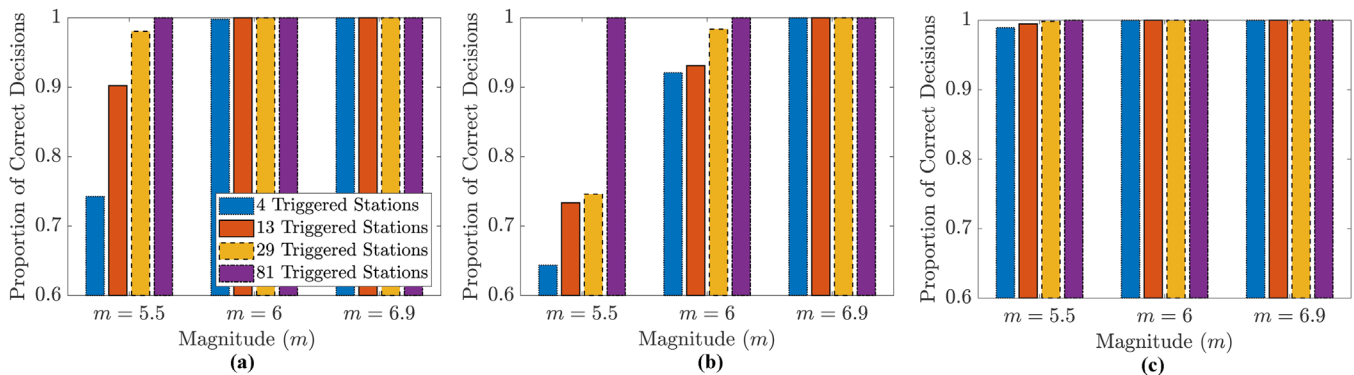 Proportion of Correct Decisions
1
0.9
0.8
0.7
0.6
4 Triggered Stations
13 Triggered Stations
29 Triggered Stations
81 Triggered Stations
m = 5.5
m = 6
m = 6.9
Magnitude (m)
(a)
Proportion of Correct Decisions
1
0.9
0.8
0.7
0.6
m = 5.5
m = 6
m = 6.9
Magnitude (m)
(b)
Proportion of Correct Decisions
1
0.9
0.8
0.7
0.6
m = 5.5
m = 6
m = 6.9
Magnitude (m)
(c)